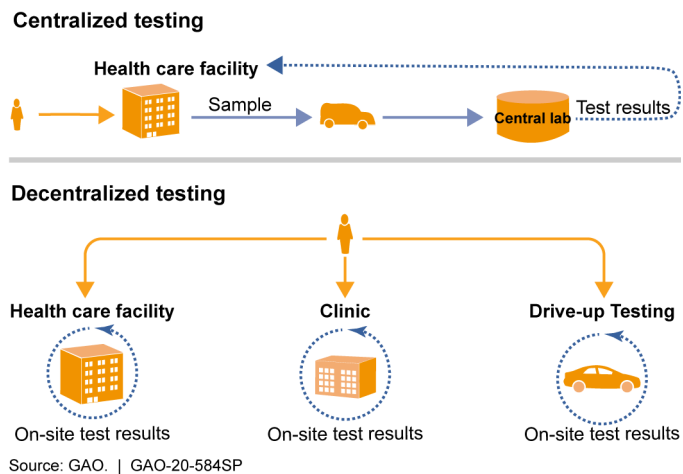 Centralized testing
Health care facility
Sample
Central lab
Test results
Decentralized testing
Health care facility
Clinic
Drive-up Testing
On-site test results
On-site test results
On-site test results
Source: GAO. | GAO-20-584SP